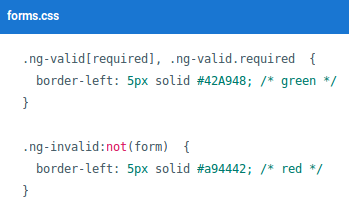 forms.css
.ng-valid[required], .ng-valid.required  {
  border-left: 5px solid #42A948; /* green */
}

.ng-invalid:not(form)  {
  border-left: 5px solid #a94442; /* red */
}